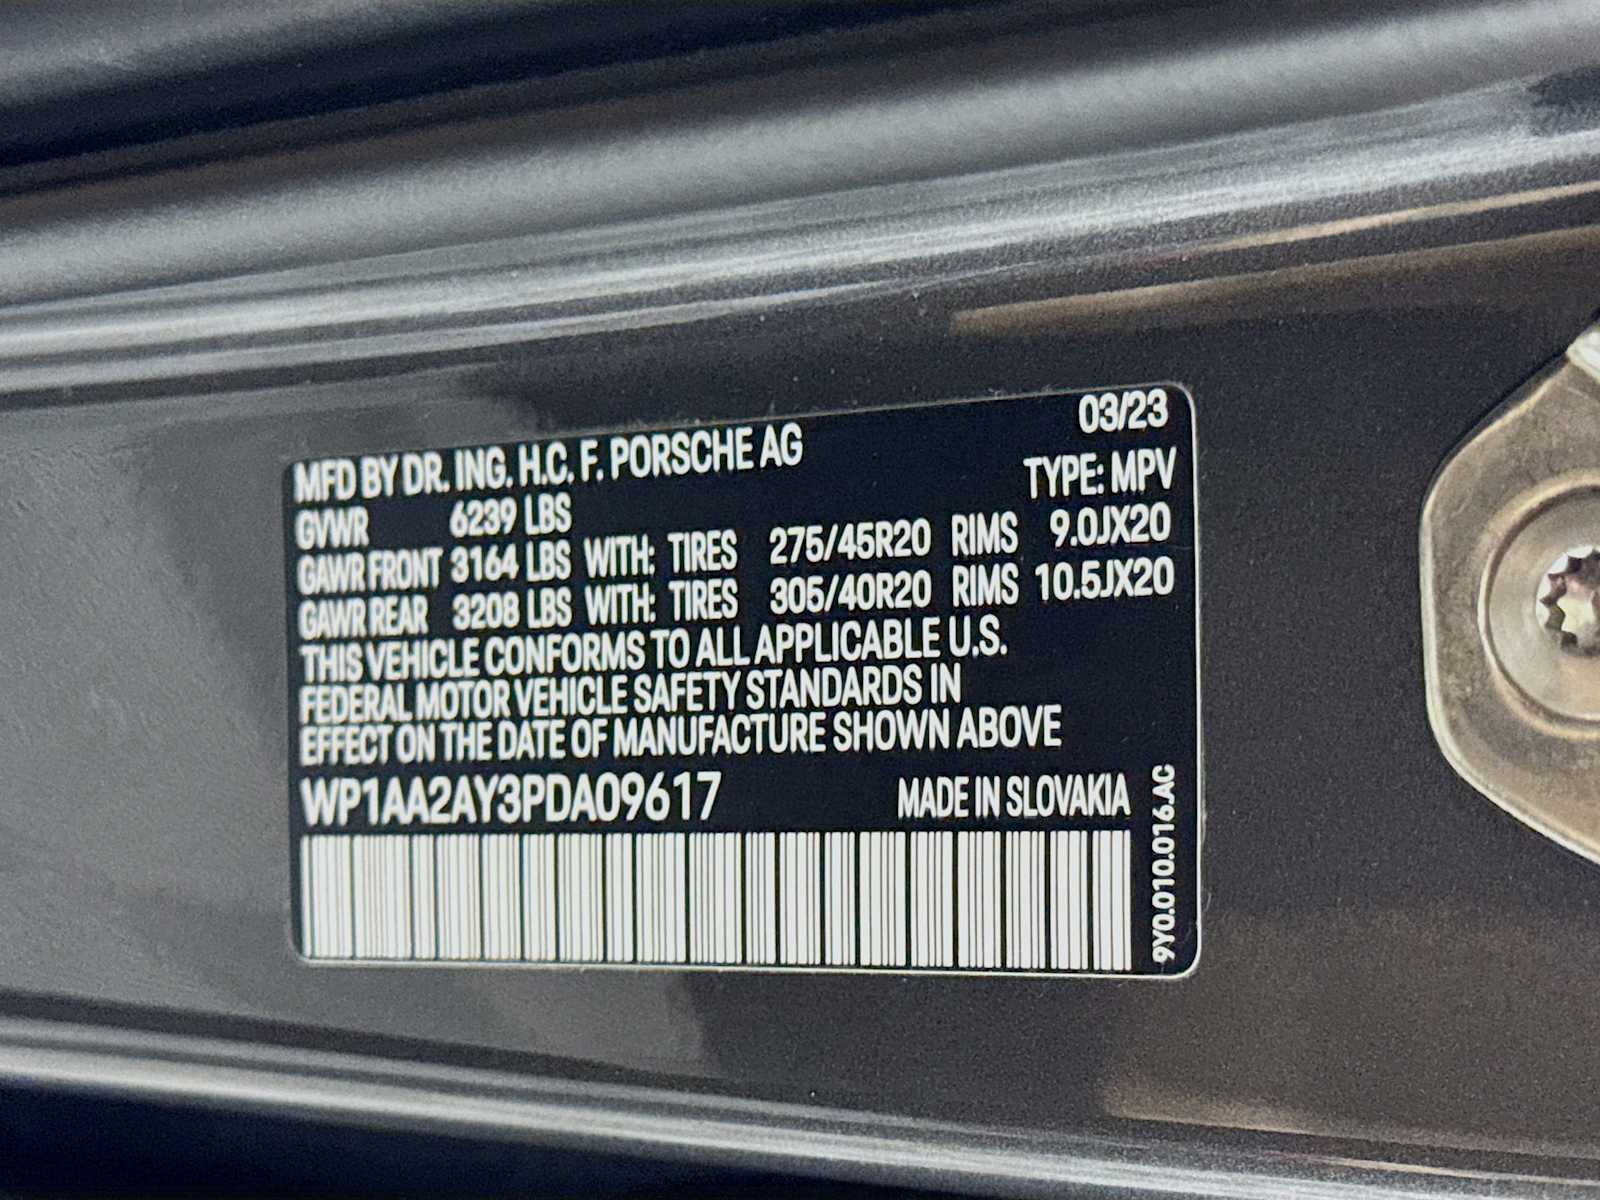 03/23
MFD BY DR. ING. H.C. F. PORSCHE AG
TYPE: MPV
GVWR 6239 LBS
GAWR FRONT 3164 LBS WITH: TIRES 275/45R20 RIMS 9.0JX20
GAWR REAR 3208 LBS WITH: TIRES 305/40R20 RIMS 10.5JX20
THIS VEHICLE CONFORMS TO ALL APPLICABLE U.S.
FEDERAL MOTOR VEHICLE SAFETY STANDARDS IN
EFFECT ON THE DATE OF MANUFACTURE SHOWN ABOVE
WP1AA2AY3PDA09617 MADE IN SLOVAKIA
9Y0.010.016.AC